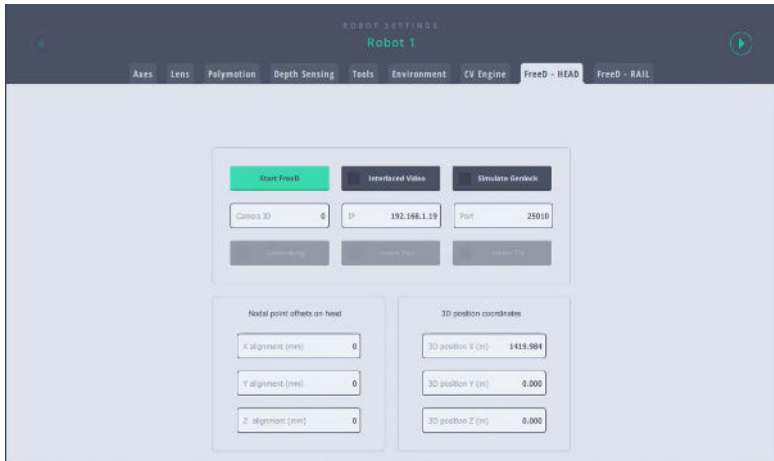 ROBOT SETTINGS
Robot 1
Axes Lens Polymotion Depth Sensing Tools Environment CV Engine FreeD - HEAD FreeD - RAIL
Start FreeD Interlaced Video Simulate Genlock
Camera ID 0 IP 192.168.1.19 Port 25010
Nodal point offsets on head 3D position coordinates
X alignment (mm) 0 3D position X (m) 1419.984
Y alignment (mm) 0 3D position Y (m) 0.000
Z alignment (mm) 0 3D position Z (m) 0.000